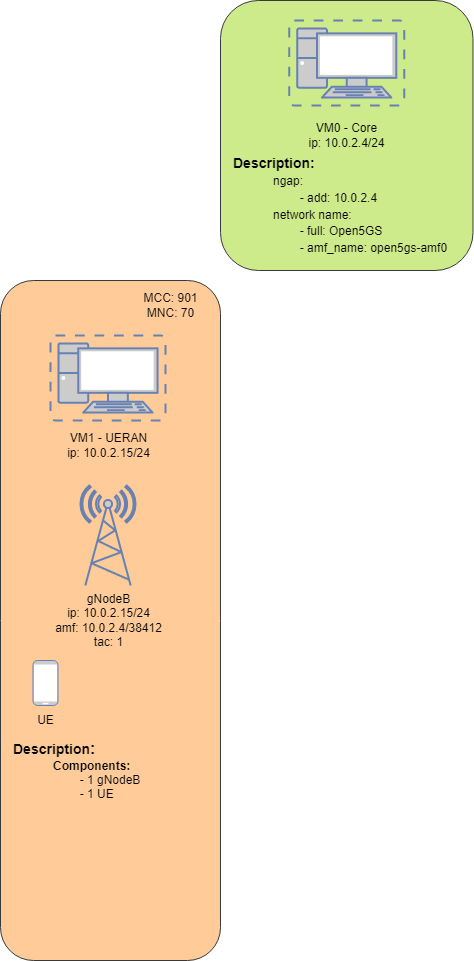 VM0 - Core
ip: 10.0.2.4/24
Description:
ngap:
- add: 10.0.2.4
network name:
- full: Open5GS
- amf_name: open5gs-amf0
MCC: 901
MNC: 70
VM1 - UERAN
ip: 10.0.2.15/24
gNodeB
ip: 10.0.2.15/24
amf: 10.0.2.4/38412
tac: 1
UE
Description:
Components:
- 1 gNodeB
- 1 UE